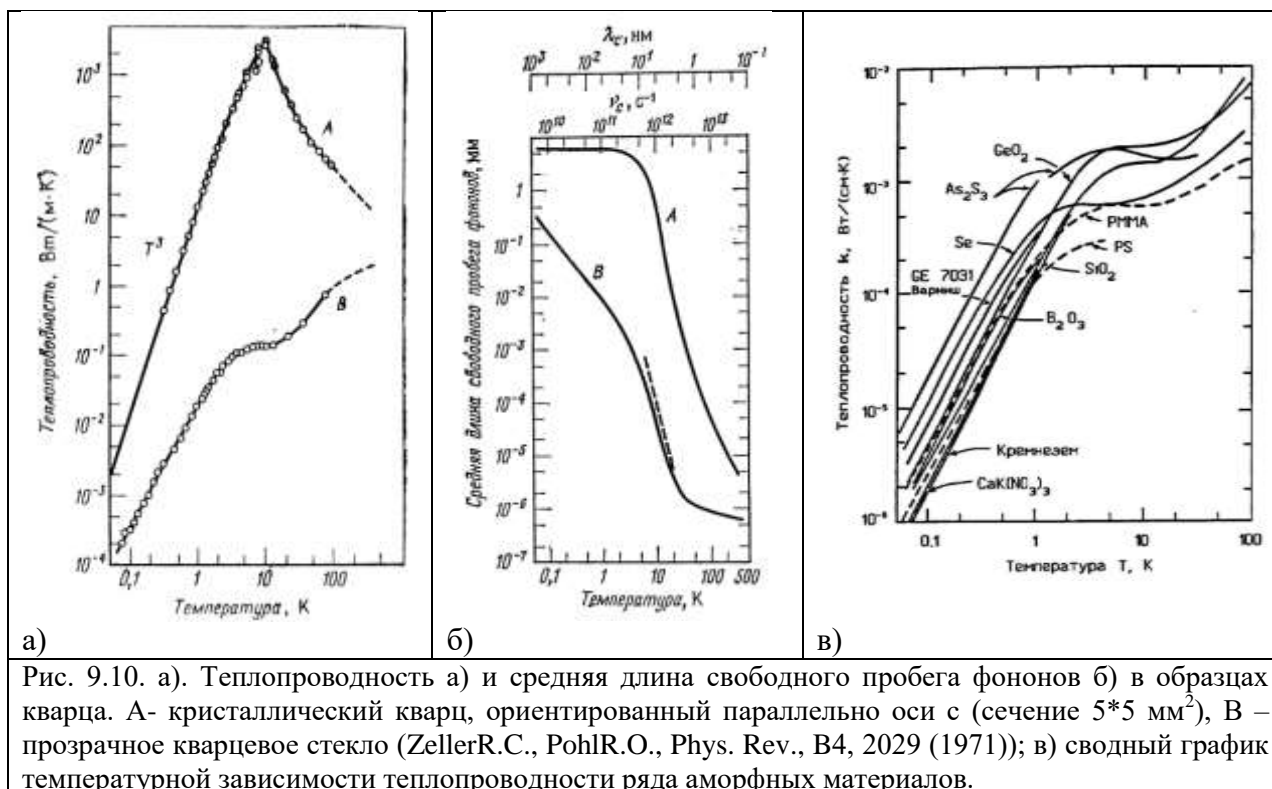 Теплопроводность, Вт/(м·К)
10³
10²
10
1
10⁻¹
10⁻²
10⁻³
10⁻⁴
T³
A
B
0,1 1 10 100
Температура, К
а)
λc, нм
10³ 10² 10¹ 1 10⁻¹
νc, с⁻¹
10¹⁰ 10¹¹ 10¹² 10¹³
Средняя длина свободного пробега фононов, мм
1
10⁻¹
10⁻²
10⁻³
10⁻⁴
10⁻⁵
10⁻⁶
10⁻⁷
A
B
0,1 1 10 100 500
Температура, К
б)
Теплопроводность k, Вт/(см·К)
10⁻²
10⁻³
10⁻⁴
10⁻⁵
10⁻⁶
GeO₂
As₂S₃
Se
GE 7031
Варниш
PMMA
PS
SiO₂
B₂O₃
Кремнезем
CaK(NO₃)₃
0.1 1 10 100
Температура Т, К
в)
Рис. 9.10. а). Теплопроводность а) и средняя длина свободного пробега фононов б) в образцах
кварца. А- кристаллический кварц, ориентированный параллельно оси с (сечение 5*5 мм²), В –
прозрачное кварцевое стекло (ZellerR.C., PohlR.O., Phys. Rev., B4, 2029 (1971)); в) сводный график
температурной зависимости теплопроводности ряда аморфных материалов.